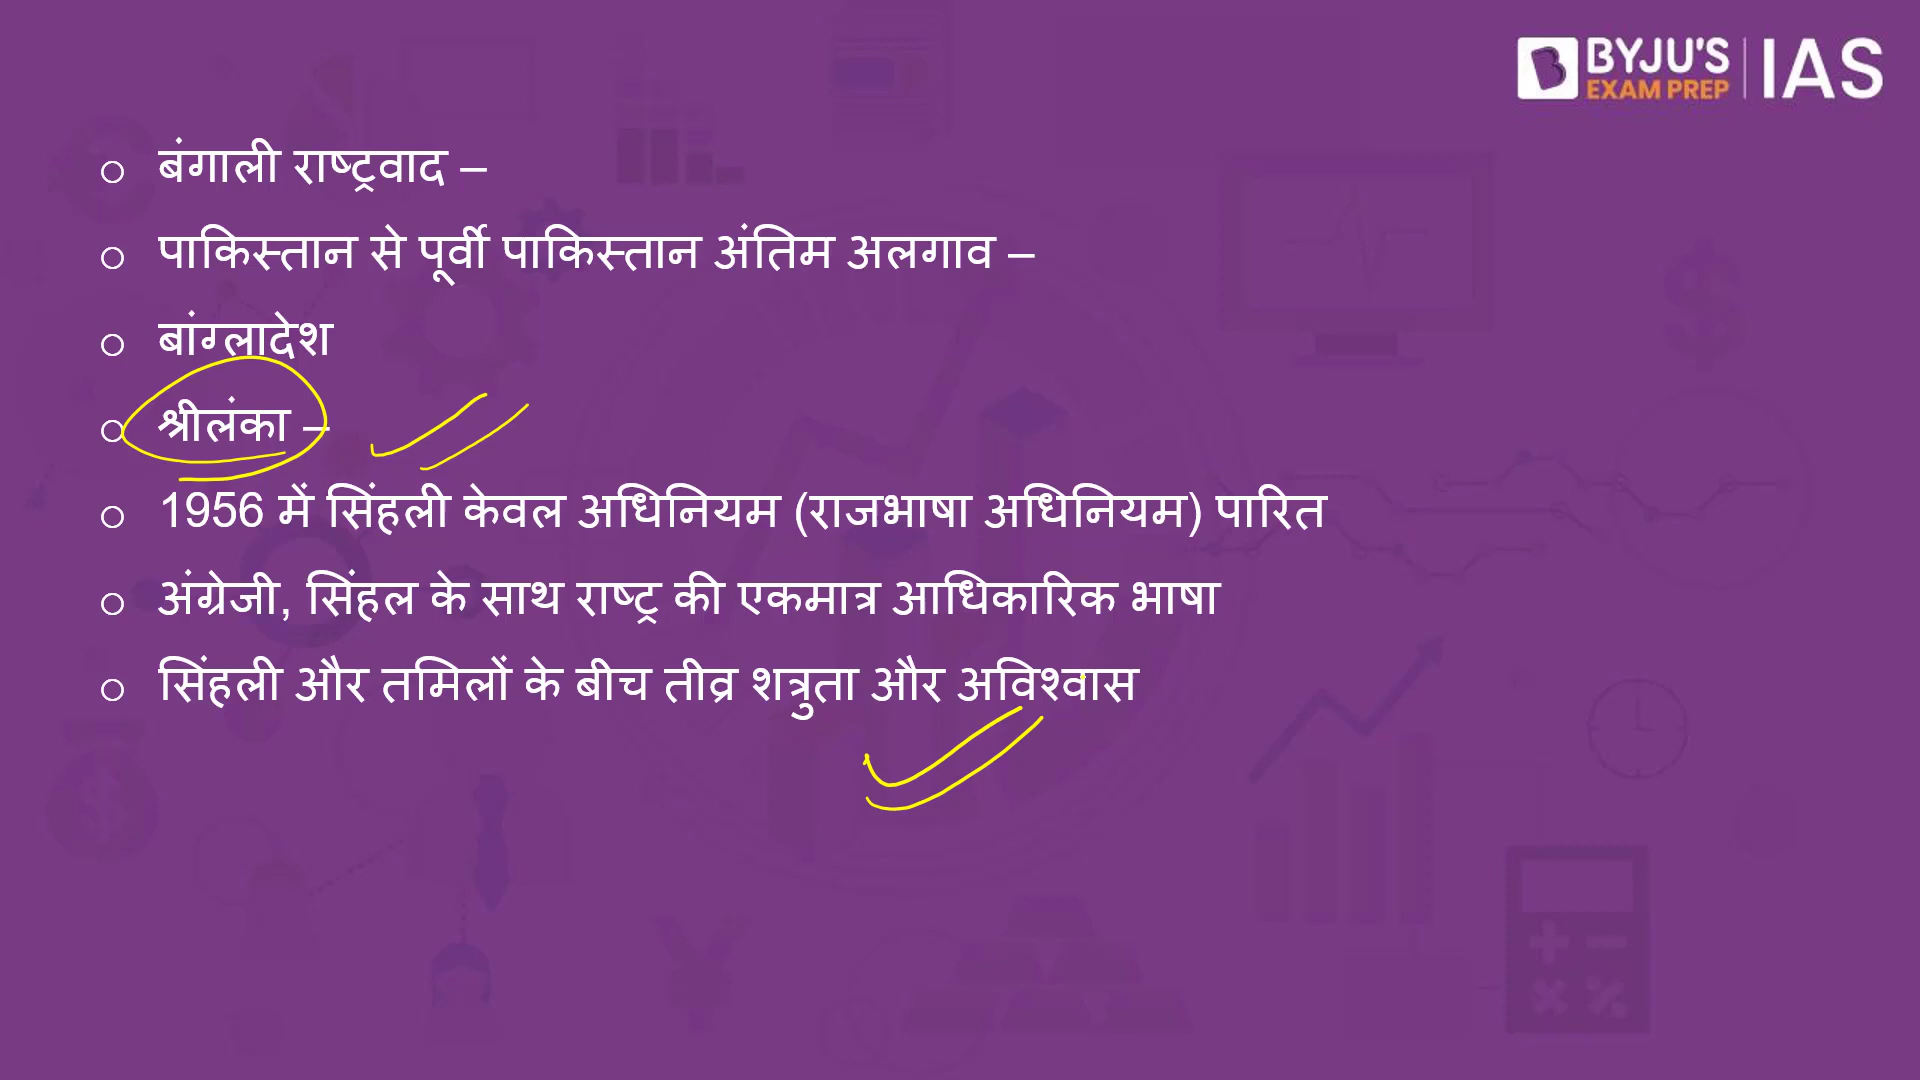 BYJU'S
EXAM PREP
IAS
बंगाली राष्ट्रवाद –
पाकिस्तान से पूर्वी पाकिस्तान अंतिम अलगाव –
बांग्लादेश
श्रीलंका –
1956 में सिंहली केवल अधिनियम (राजभाषा अधिनियम) पारित
अंग्रेजी, सिंहल के साथ राष्ट्र की एकमात्र आधिकारिक भाषा
सिंहली और तमिलों के बीच तीव्र शत्रुता और अविश्वास